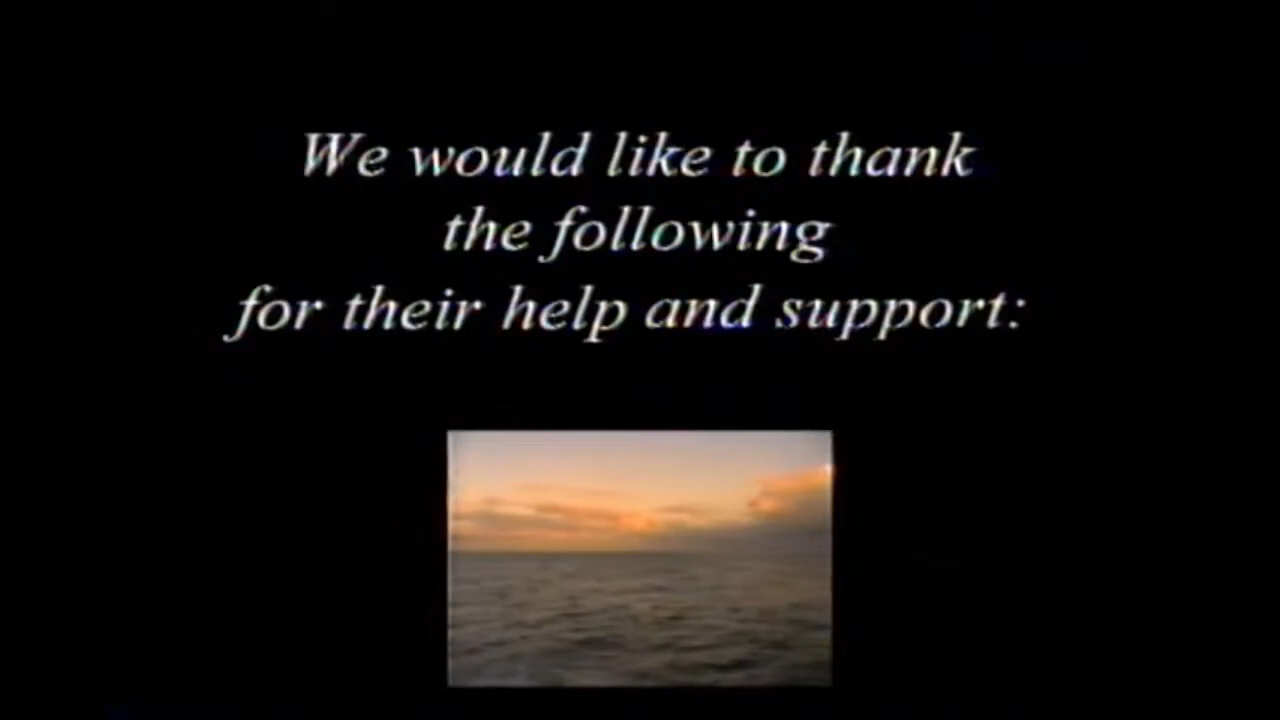 We would like to thank
the following
for their help and support: